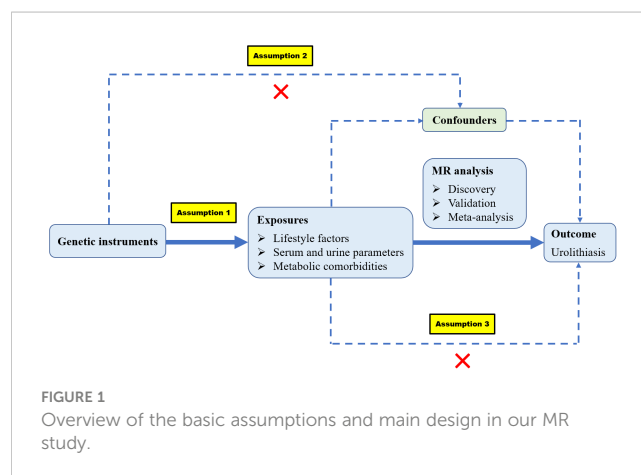 Assumption 2
Confounders
MR analysis
➢ Discovery
➢ Validation
➢ Meta-analysis
Assumption 1
Genetic instruments
Exposures
➢ Lifestyle factors
➢ Serum and urine parameters
➢ Metabolic comorbidities
Outcome
Urolithiasis
Assumption 3
FIGURE 1
Overview of the basic assumptions and main design in our MR
study.